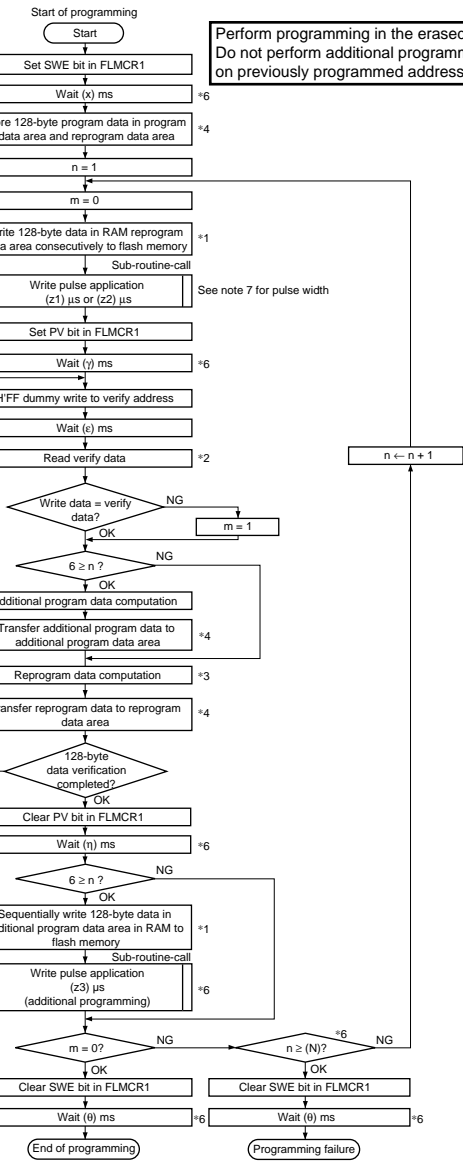 Start of programming
Start
Perform programming in the erased
Do not perform additional programm
on previously programmed address
Set SWE bit in FLMCR1
Wait (x) ms
*6
re 128-byte program data in program
data area and reprogram data area
*4
n = 1
m = 0
rite 128-byte data in RAM reprogram
a area consecutively to flash memory
*1
Sub-routine-call
Write pulse application
(z1) µs or (z2) µs
See note 7 for pulse width
Set PV bit in FLMCR1
Wait (γ) ms
*6
H'FF dummy write to verify address
Wait (ε) ms
Read verify data
*2
n ← n + 1
Write data = verify
data?
NG
m = 1
OK
6 ≥ n ?
NG
OK
dditional program data computation
Transfer additional program data to
additional program data area
*4
Reprogram data computation
*3
ansfer reprogram data to reprogram
data area
*4
128-byte
data verification
completed?
OK
Clear PV bit in FLMCR1
Wait (η) ms
*6
6 ≥ n ?
NG
OK
Sequentially write 128-byte data in
ditional program data area in RAM to
flash memory
*1
Sub-routine-call
Write pulse application
(z3) µs
(additional programming)
*6
m = 0?
NG
n ≥ (N)?
*6
NG
OK
OK
Clear SWE bit in FLMCR1
Clear SWE bit in FLMCR1
Wait (θ) ms
*6
Wait (θ) ms
*6
End of programming
Programming failure